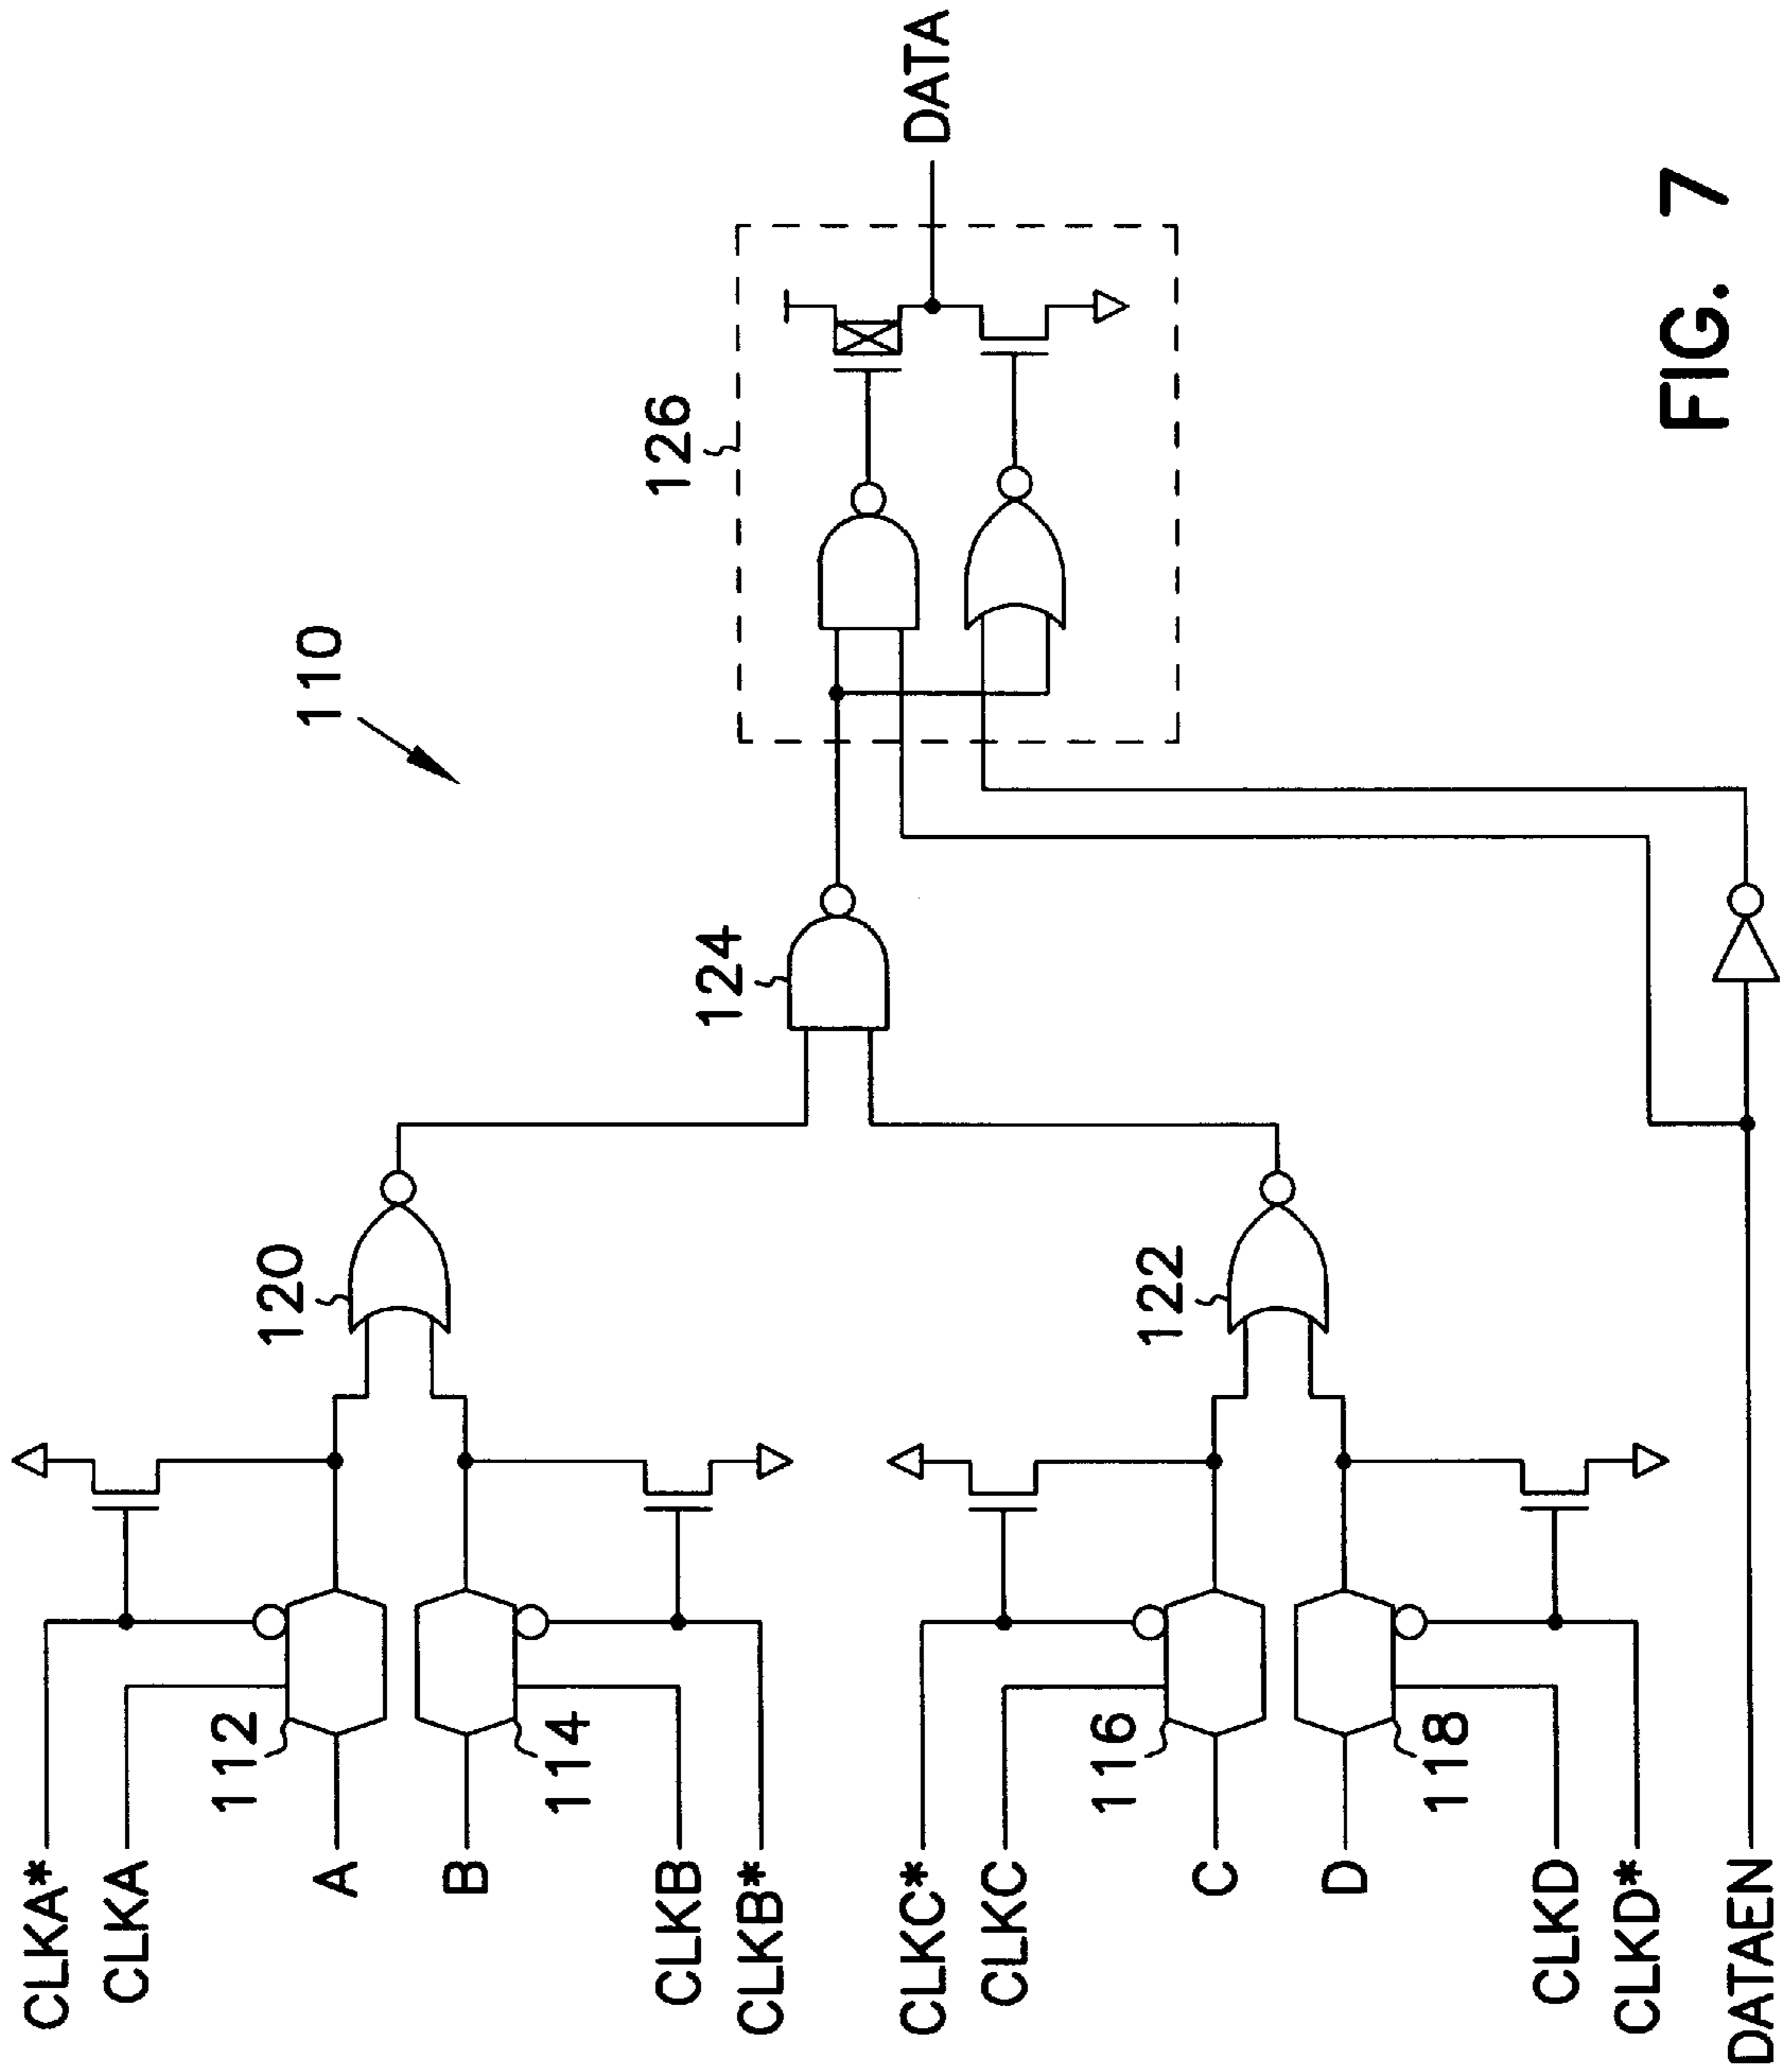 110
CLKA*
CLKA
112
A
B
114
CLKB
CLKB*
120
124
126
DATA
CLKC*
CLKC
116
C
D
118
CLKD
CLKD*
122
DATAEN
FIG. 7